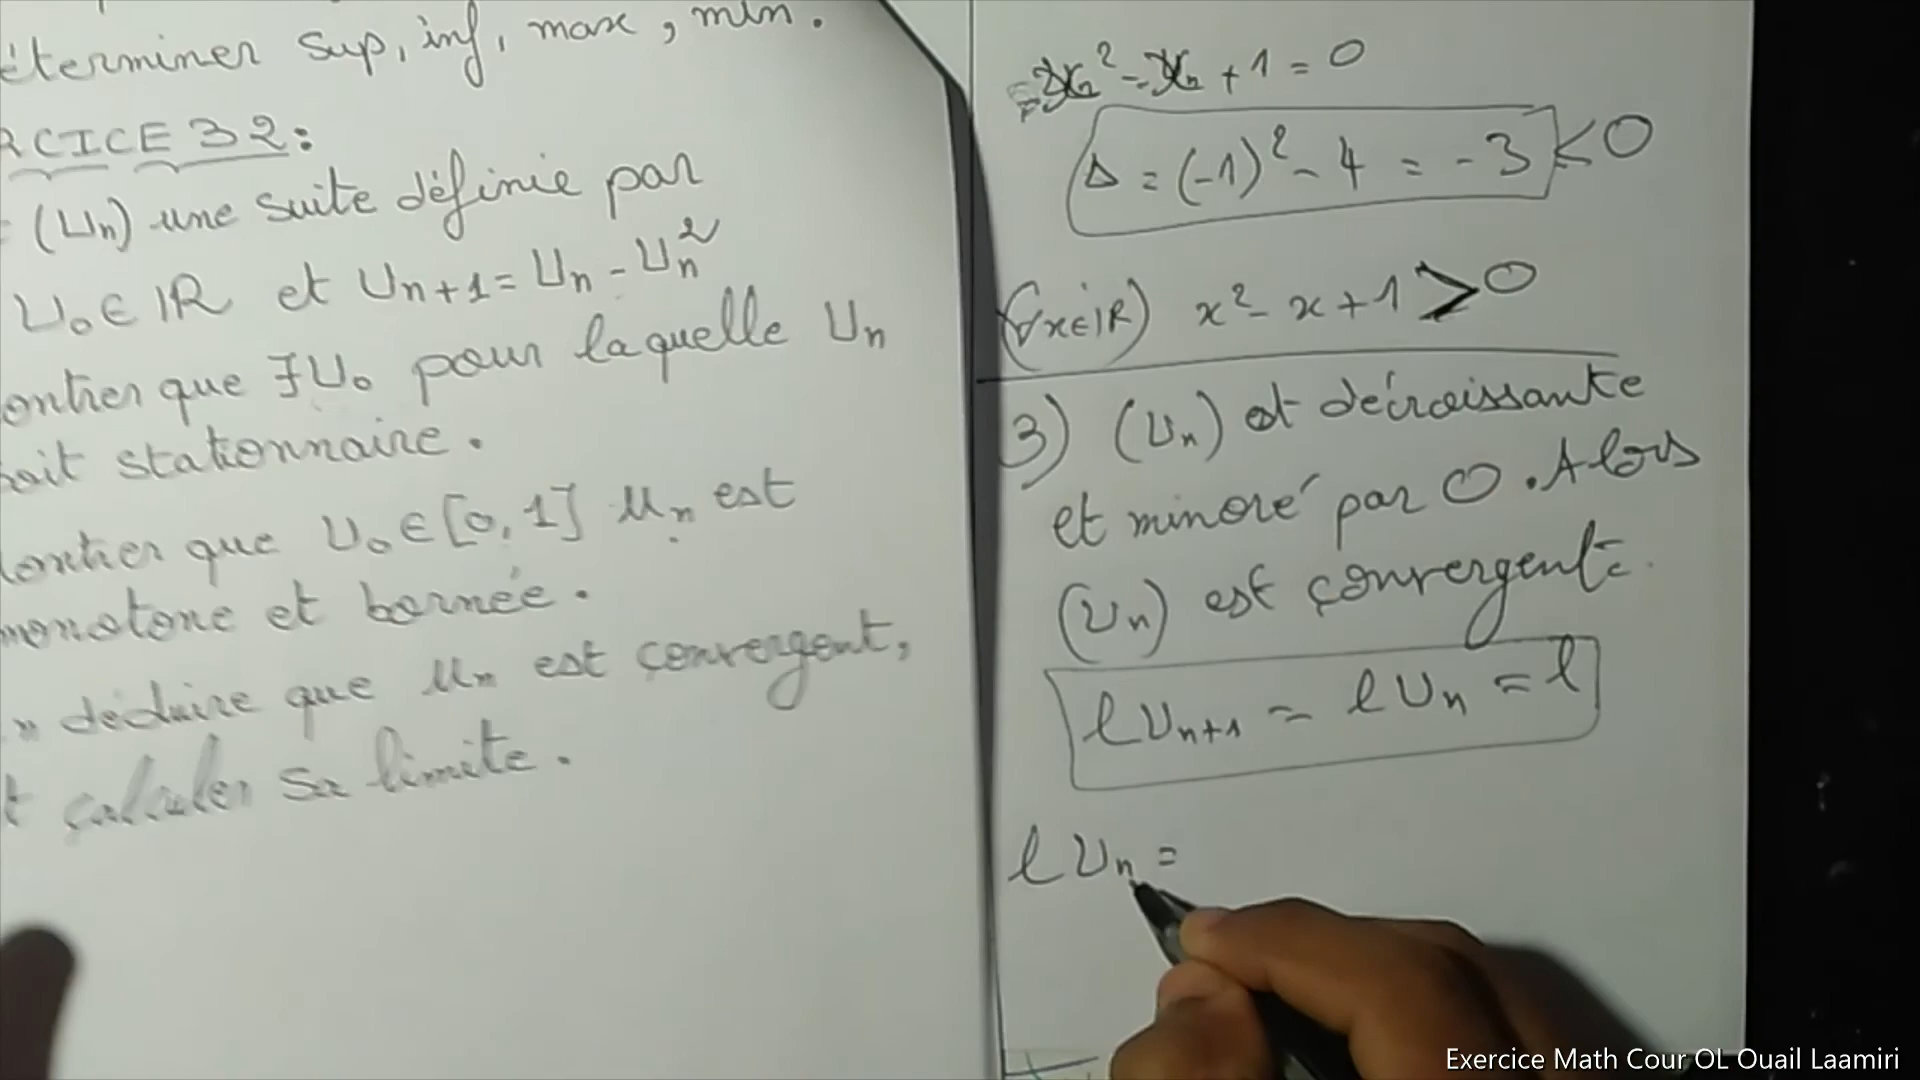 éterminer sup, inf, max, min.
RCICE 32:
(Un) une suite définie par
U₀ ∈ IR et Un+1 = Un - Un²
ontrer que ∃U₀ pour laquelle Un
soit stationnaire.
ontrer que U₀ ∈ [0, 1] Un est
monotone et bornée.
n déduire que Un est convergent,
t calculer sa limite.
x² - x + 1 = 0
Δ = (-1)² - 4 = -3 < 0
(∀x∈IR) x² - x + 1 > 0
3) (Un) est décroissante
et minoré par 0. Alors
(Un) est convergente.
l Un+1 = l Un = l
l Un =
Exercice Math Cour OL Ouail Laamiri